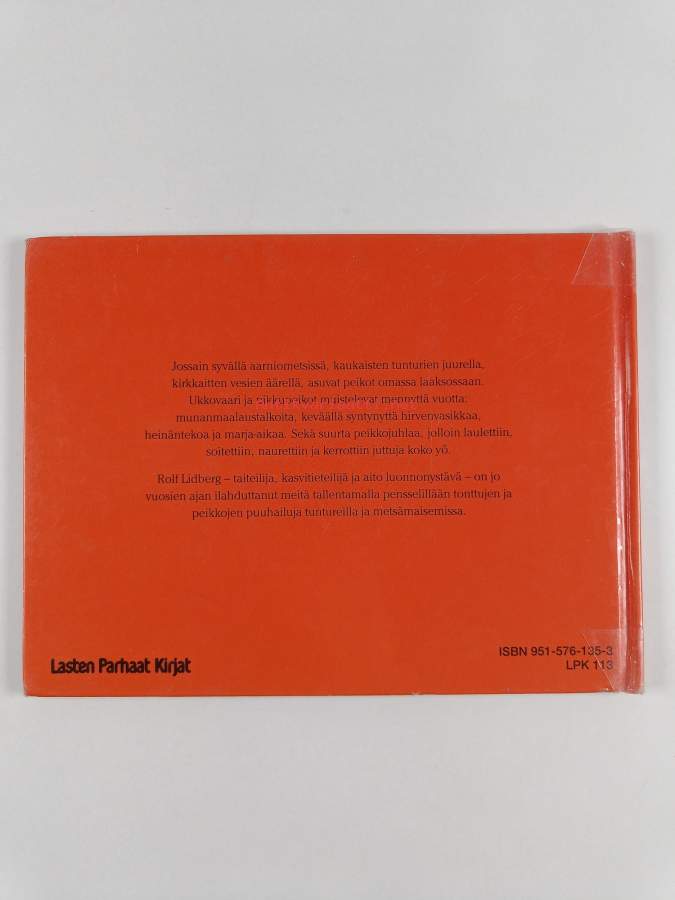 Jossain syvällä aarniometsissä, kaukaisten tunturien juurella,
kirkkaitten vesien äärellä, asuvat peikot omassa laaksossaan.
Ukkovaari ja pikkupeikot muistelevat mennyttä vuotta:
munanmaalaustalkoita, keväällä syntynyttä hirvenvasikkaa,
heinäntekoa ja marja-aikaa. Sekä suurta peikkojuhlaa, jolloin laulettiin,
soitettiin, naurettiin ja kerrottiin juttuja koko yö.
Rolf Lidberg – taiteilija, kasvitieteilijä ja aito luonnonystävä – on jo
vuosien ajan ilahduttanut meitä tallentamalla pensselillään tonttujen ja
peikkojen puuhailuja tuntureilla ja metsämaisemissa.
Lasten Parhaat Kirjat
ISBN 951-576-135-3
LPK 113